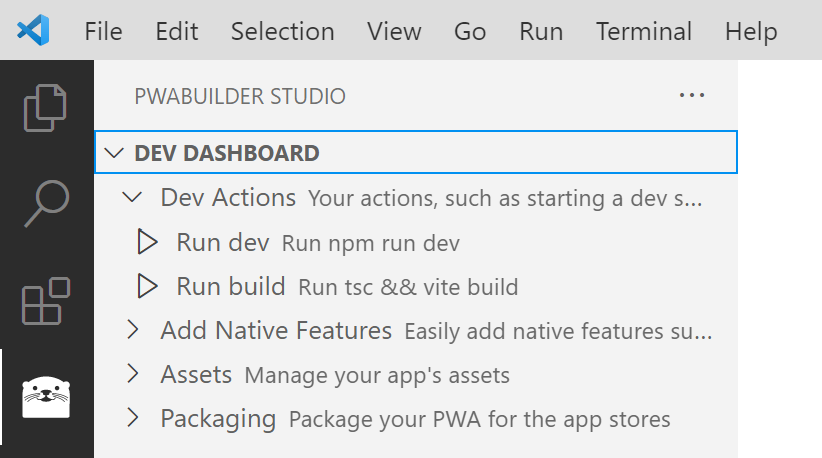 File Edit Selection View Go Run Terminal Help
PWABUILDER STUDIO ...
DEV DASHBOARD
Dev Actions Your actions, such as starting a dev s...
Run dev Run npm run dev
Run build Run tsc && vite build
Add Native Features Easily add native features su...
Assets Manage your app's assets
Packaging Package your PWA for the app stores